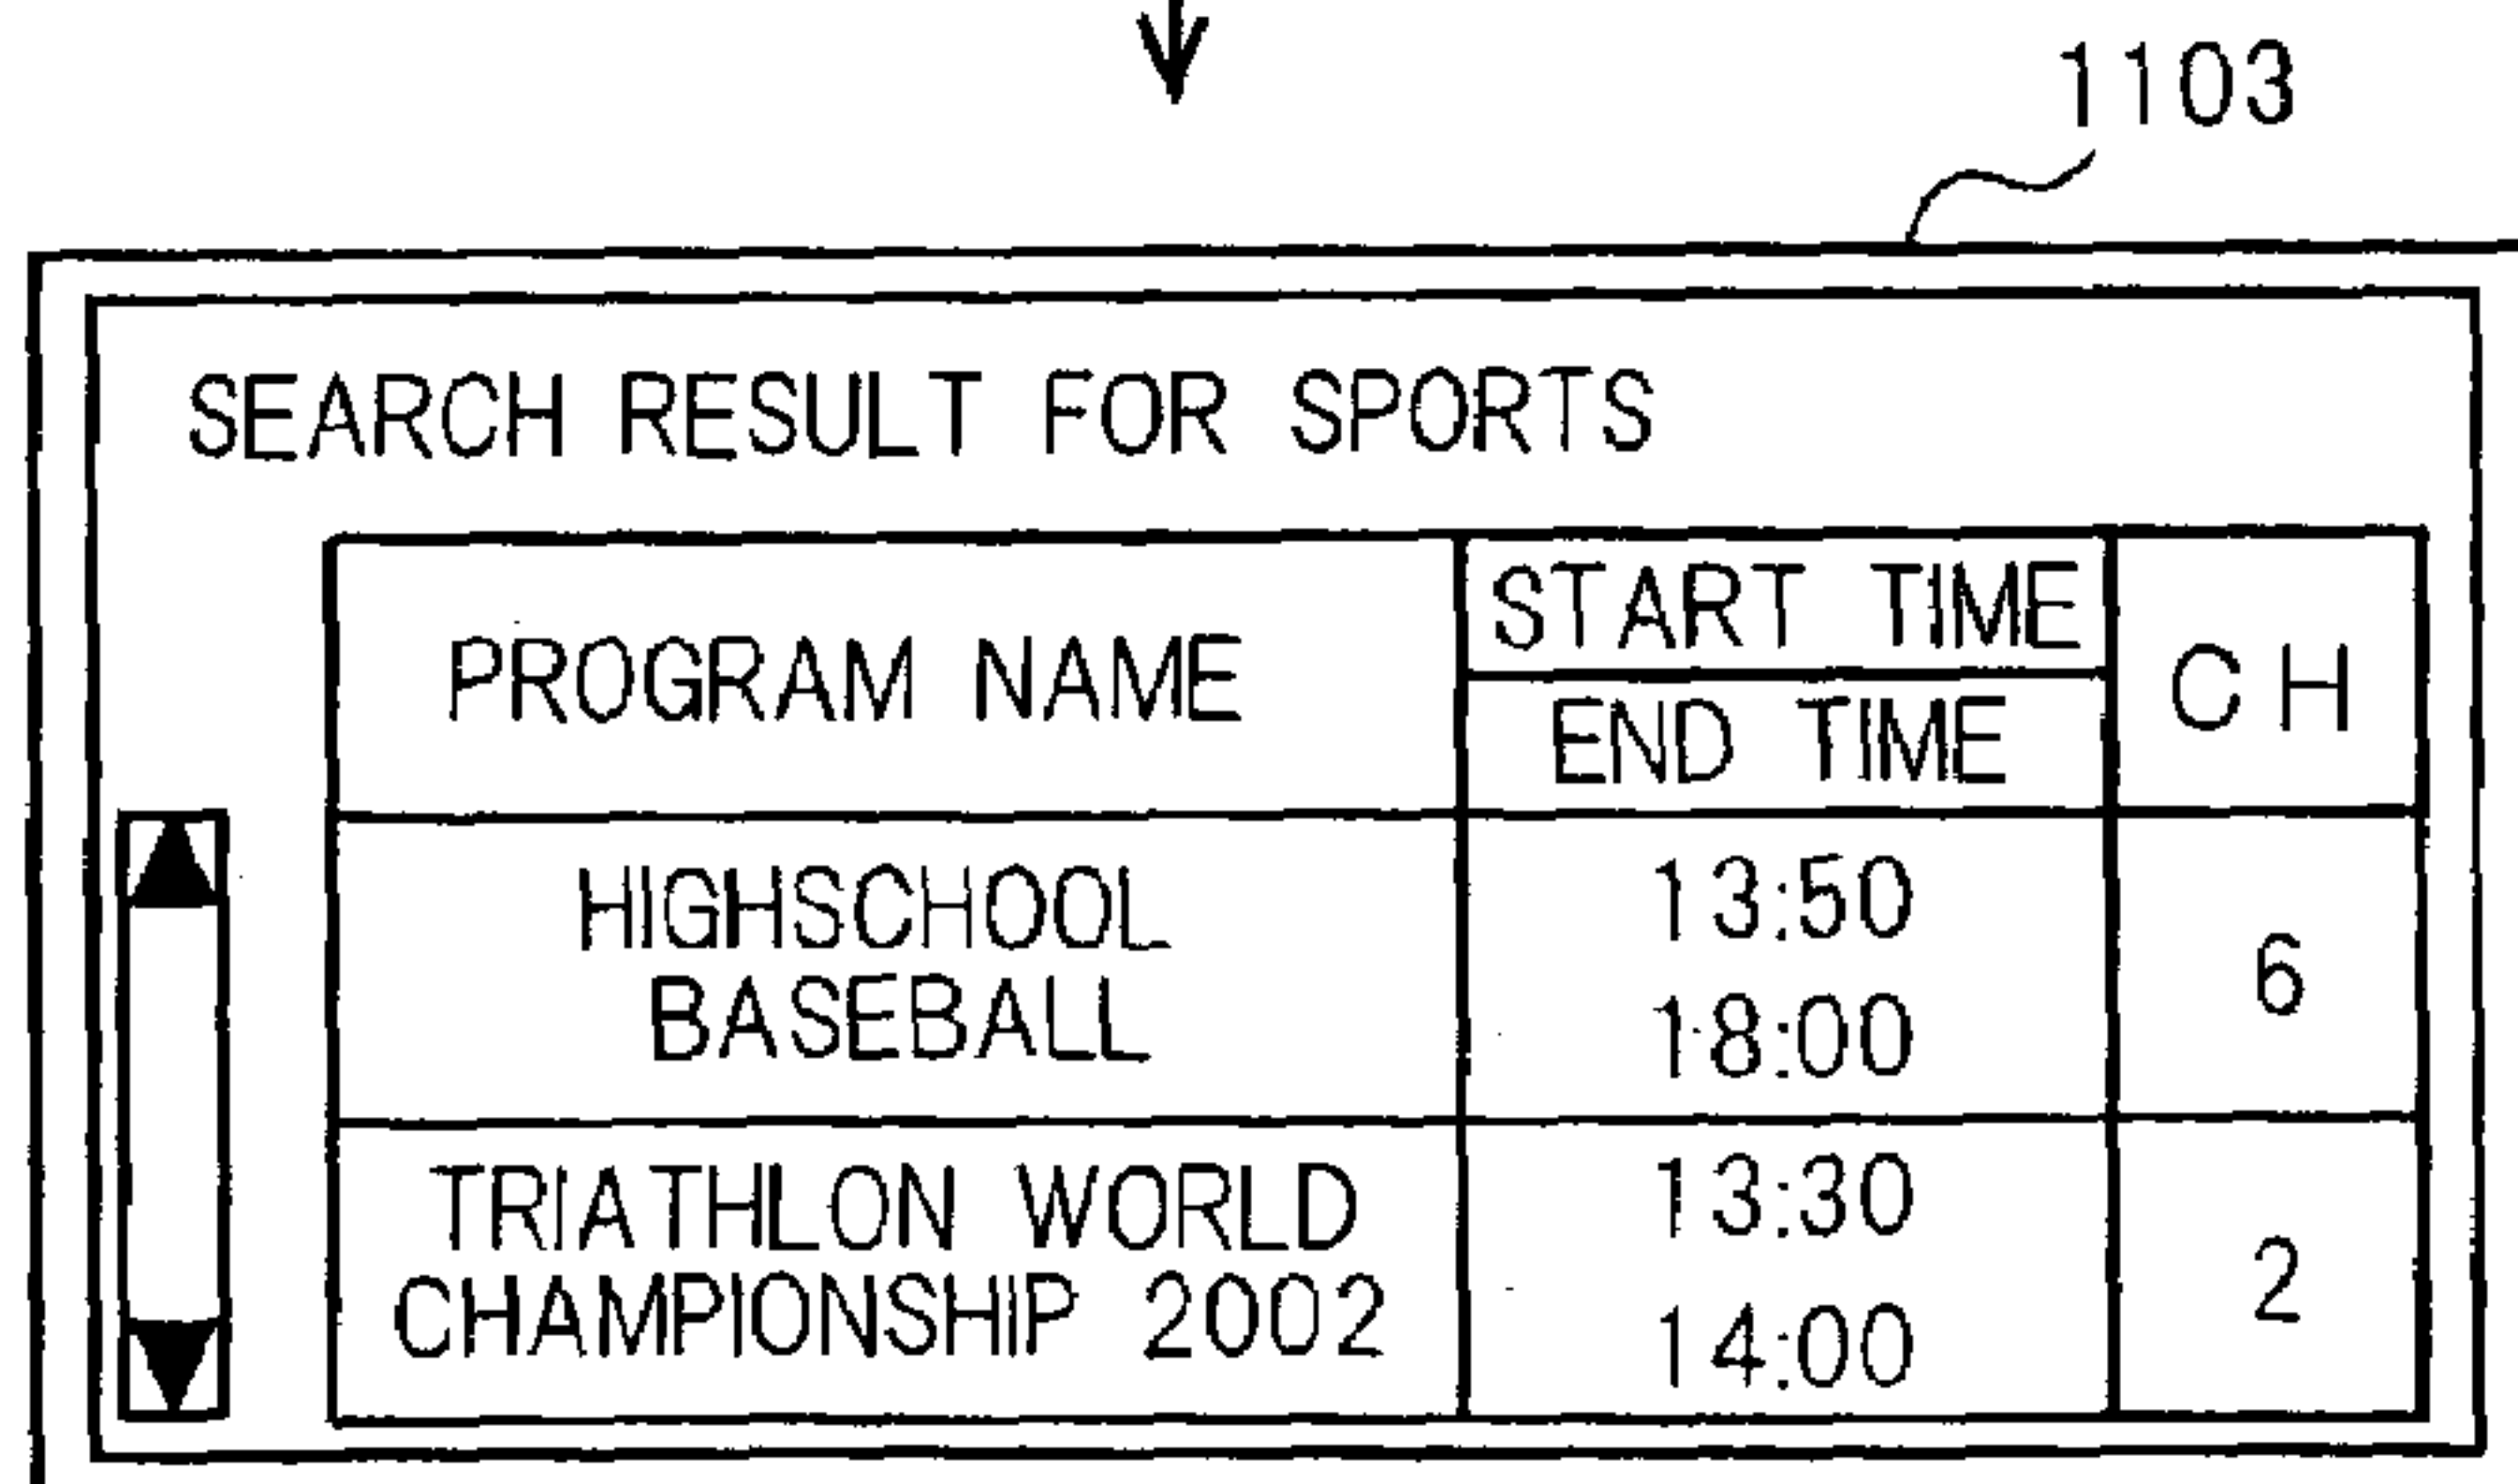 1103
SEARCH RESULT FOR SPORTS
PROGRAM NAME
START TIME
END TIME
CH
HIGHSCHOOL
BASEBALL
13:50
18:00
6
TRIATHLON WORLD
CHAMPIONSHIP 2002
13:30
14:00
2